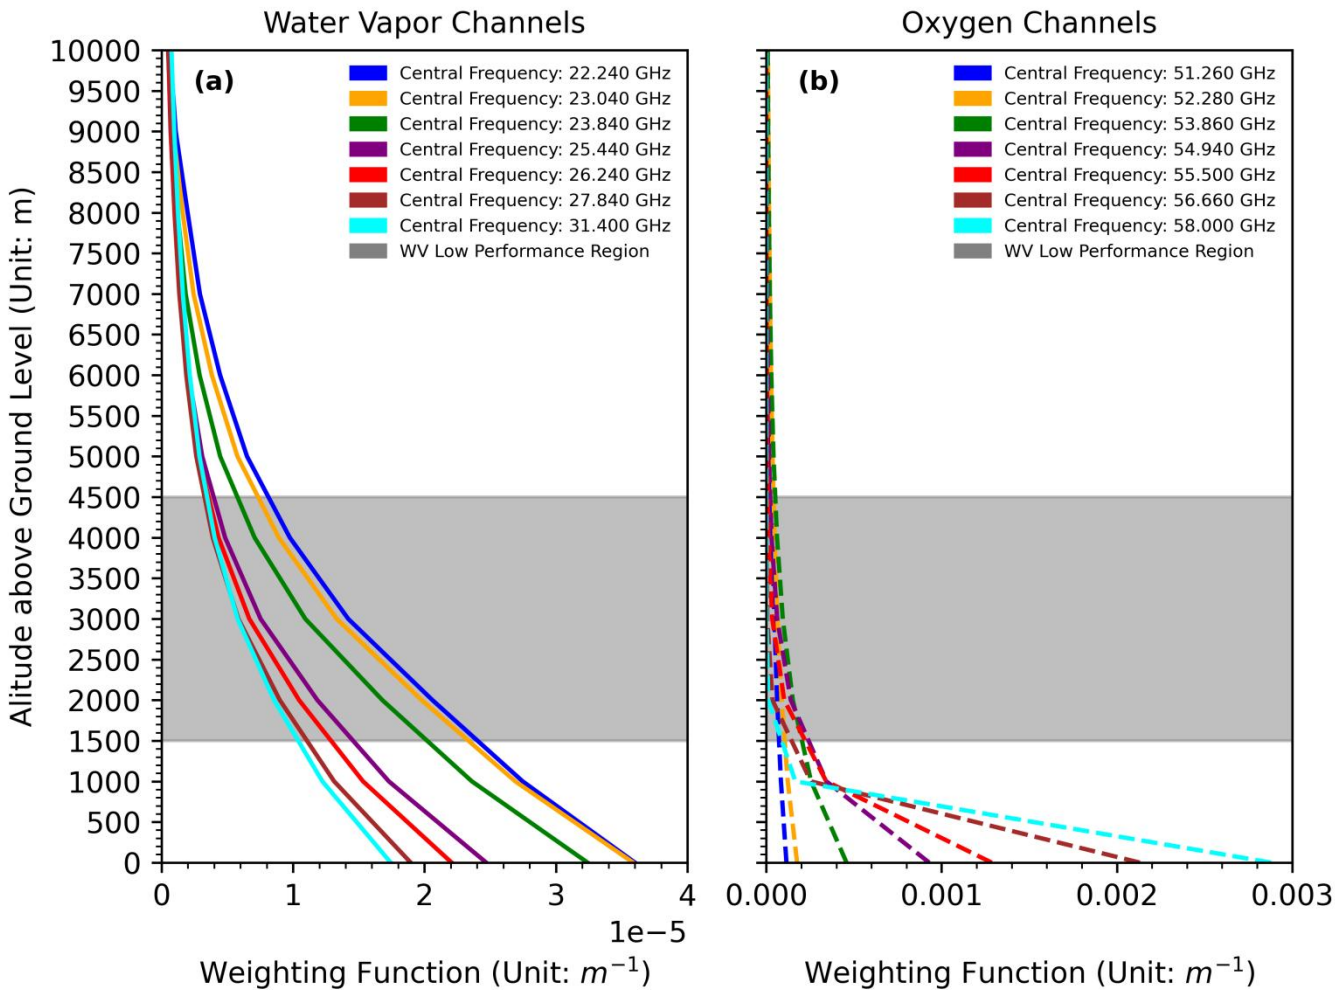 Water Vapor Channels
Oxygen Channels
(a)
Central Frequency: 22.240 GHz
Central Frequency: 23.040 GHz
Central Frequency: 23.840 GHz
Central Frequency: 25.440 GHz
Central Frequency: 26.240 GHz
Central Frequency: 27.840 GHz
Central Frequency: 31.400 GHz
WV Low Performance Region
(b)
Central Frequency: 51.260 GHz
Central Frequency: 52.280 GHz
Central Frequency: 53.860 GHz
Central Frequency: 54.940 GHz
Central Frequency: 55.500 GHz
Central Frequency: 56.660 GHz
Central Frequency: 58.000 GHz
WV Low Performance Region
Alitude above Ground Level (Unit: m)
10000
9500
9000
8500
8000
7500
7000
6500
6000
5500
5000
4500
4000
3500
3000
2500
2000
1500
1000
500
0
0 1 2 3 4
1e−5
Weighting Function (Unit: m⁻¹)
0.000 0.001 0.002 0.003
Weighting Function (Unit: m⁻¹)